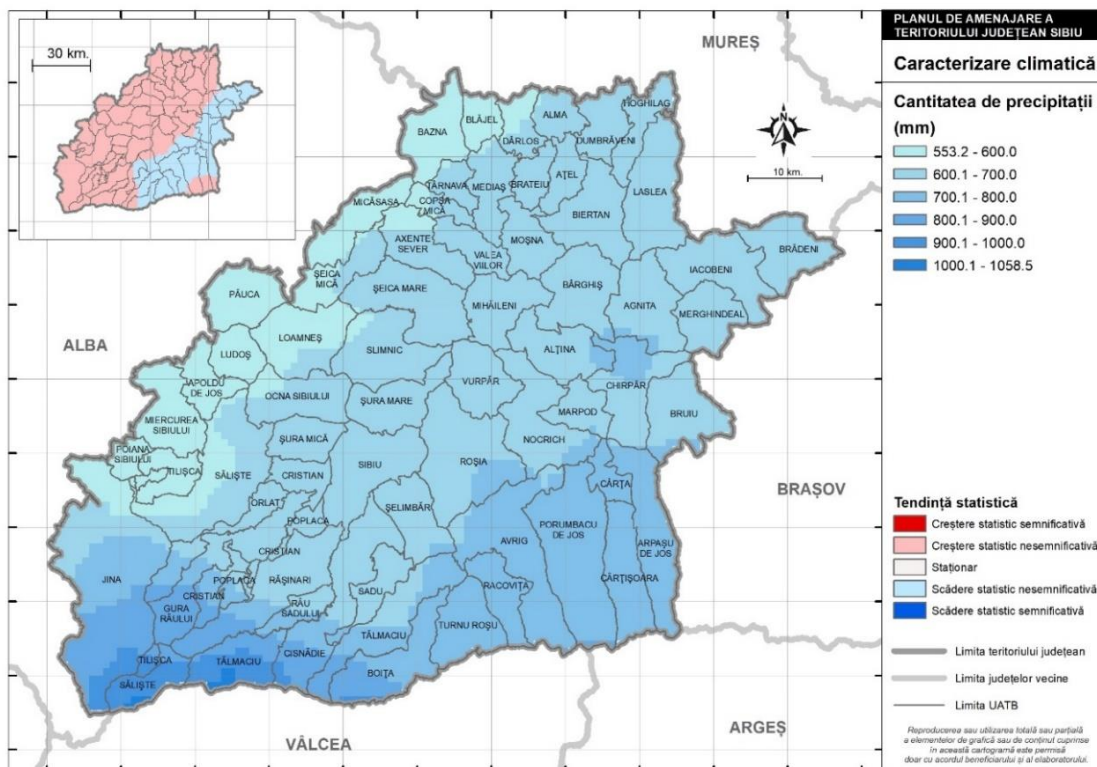 PLANUL DE AMENAJARE A
TERITORIULUI JUDEȚEAN SIBIU
Caracterizare climatică
Cantitatea de precipitații
(mm)
553.2 - 600.0
600.1 - 700.0
700.1 - 800.0
800.1 - 900.0
900.1 - 1000.0
1000.1 - 1058.5
Tendință statistică
Creștere statistic semnificativă
Creștere statistic nesemnificativă
Staționar
Scădere statistic nesemnificativă
Scădere statistic semnificativă
Limita teritoriului județean
Limita județelor vecine
Limita UATB
Reproducerea sau utilizarea totală sau parțială
a elementelor de grafică sau de conținut cuprinse
în această cartogramă este permisă
doar cu acordul beneficiarului și al elaboratorului.
30 km.
N
10 km.
MUREȘ
ALBA
BRAȘOV
ARGEȘ
VÂLCEA
HOGHILAG
BAZNA
BLĂJEL
ALMA
DÂRLOS
DUMBRĂVENI
TÂRNAVA
MEDIAȘ
BRATEIU
AȚEL
LASLEA
MICĂSASA
COPȘA
MICĂ
BIERTAN
AXENTE
SEVER
MOȘNA
VALEA
VIILOR
BRĂDENI
IACOBENI
ȘEICA
MICĂ
ȘEICA MARE
BÂRGHIȘ
PĂUCA
MIHĂILENI
AGNITA
MERGHINDEAL
LOAMNEȘ
LUDOȘ
SLIMNIC
ALȚINA
APOLDU
DE JOS
OCNA SIBIULUI
ȘURA MARE
VURPĂR
CHIRPĂR
MARPOD
BRUIU
MIERCUREA
SIBIULUI
ȘURA MICĂ
NOCRICH
POIANA
SIBIULUI
TILIȘCA
SĂLIȘTE
CRISTIAN
SIBIU
ROȘIA
ORLAT
ȘELIMBĂR
CÂRȚA
POPLACA
PORUMBACU
DE JOS
AVRIG
ARPAȘU
DE JOS
CRISTIAN
JINA
POPLACA
RĂȘINARI
CÂRȚIȘOARA
CRISTIAN
SADU
RACOVIȚA
GURA
RÂULUI
RÂU
SADULUI
TURNU ROȘU
TĂLMACIU
CISNĂDIE
TILIȘCA
TĂLMACIU
BOIȚA
SĂLIȘTE